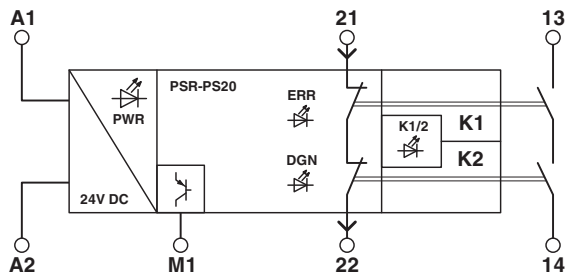 A1 21 13
PSR-PS20
ERR
PWR
K1/2 K1
K2
DGN
24V DC
A2 M1 22 14